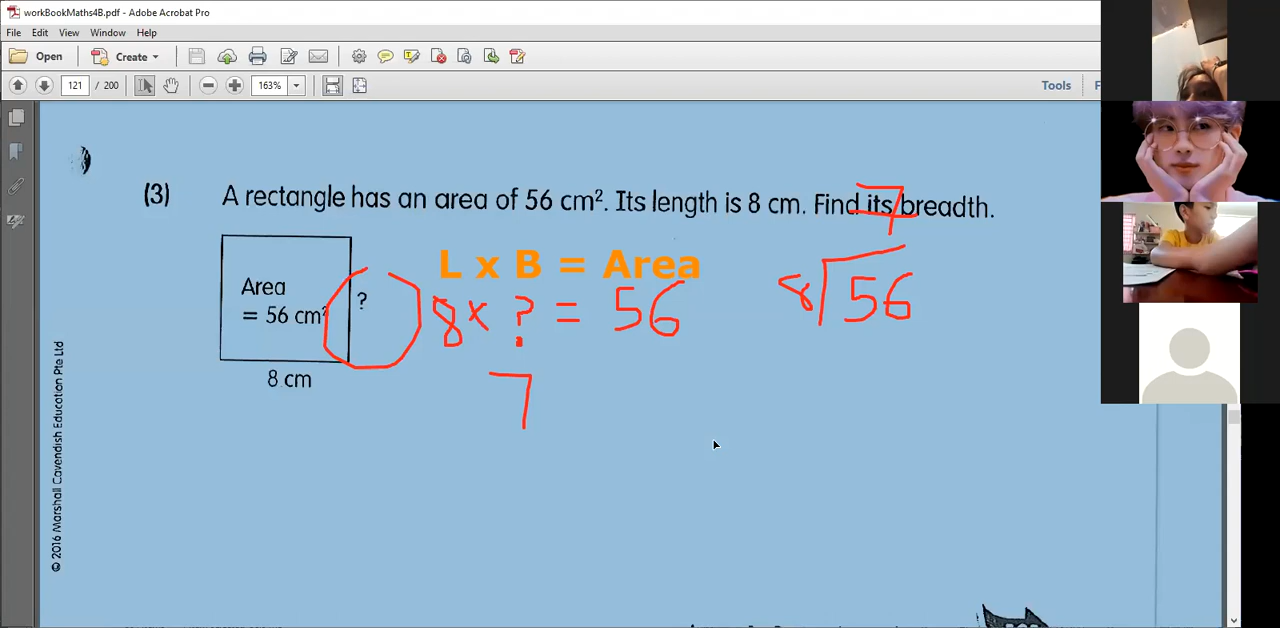 workBookMaths4B.pdf - Adobe Acrobat Pro
File Edit View Window Help
Open Create
121 / 200 163% Tools
(3) A rectangle has an area of 56 cm². Its length is 8 cm. Find its breadth.
7
Area
= 56 cm²
?
8 cm
L x B = Area
8 x ? = 56
7
8 56
© 2016 Marshall Cavendish Education Pte Ltd